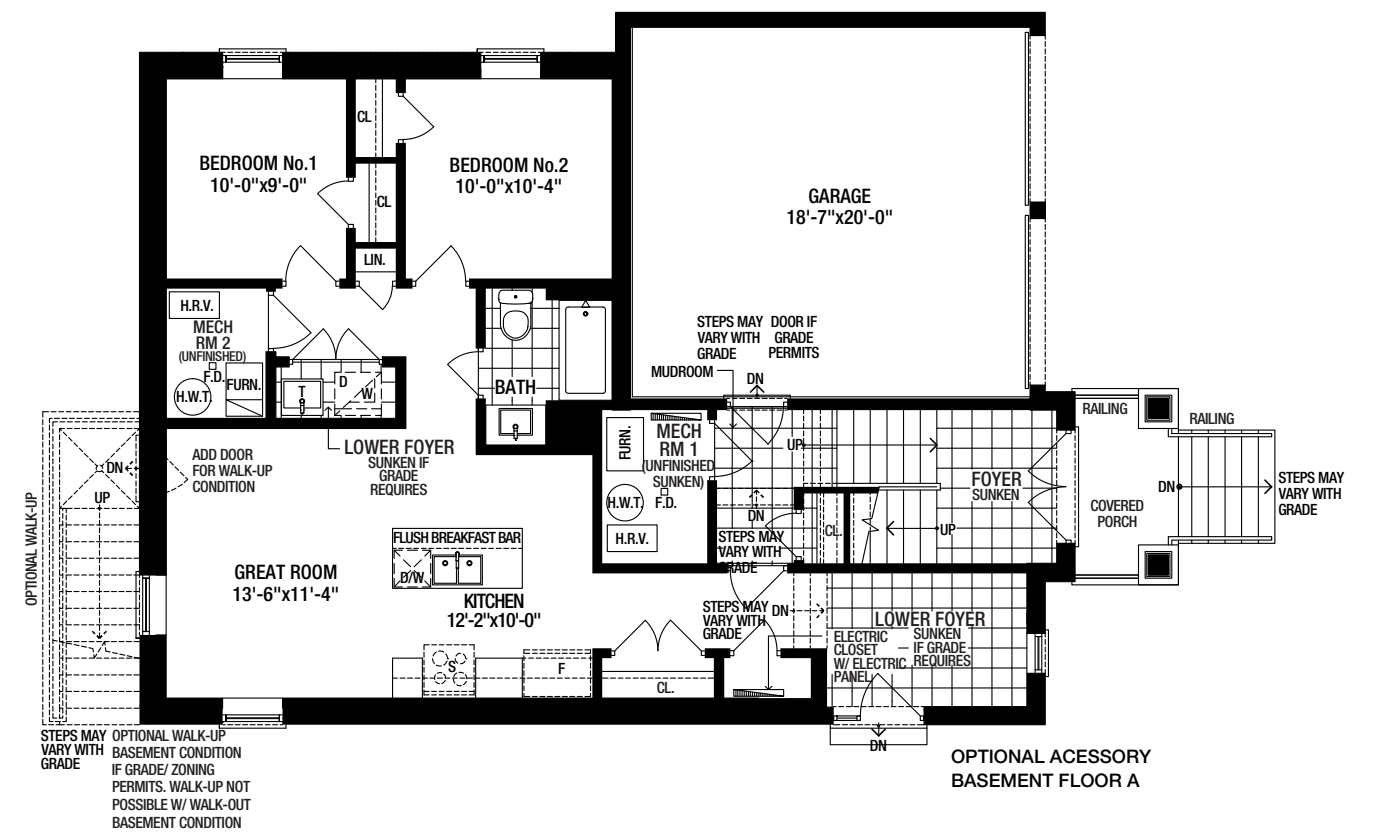 BEDROOM No.1
10'-0"x9'-0"
CL
BEDROOM No.2
10'-0"x10'-4"
CL
LIN.
GARAGE
18'-7"x20'-0"
H.R.V.
MECH
RM 2
(UNFINISHED)
F.D.
H.W.T.
FURN.
T
D
W
BATH
STEPS MAY
VARY WITH
GRADE
DOOR IF
GRADE
PERMITS
MUDROOM
DN
LOWER FOYER
SUNKEN IF
GRADE
REQUIRES
ADD DOOR
FOR WALK-UP
CONDITION
DN
UP
OPTIONAL WALK-UP
FURN.
MECH
RM 1
(UNFINISHED
SUNKEN)
H.W.T.
F.D.
H.R.V.
UP
DN
CL.
STEPS MAY
VARY WITH
GRADE
UP
FOYER
SUNKEN
RAILING
RAILING
COVERED
PORCH
DN
STEPS MAY
VARY WITH
GRADE
FLUSH BREAKFAST BAR
D/W
GREAT ROOM
13'-6"x11'-4"
KITCHEN
12'-2"x10'-0"
S
F
CL.
STEPS MAY
VARY WITH
GRADE
DN
LOWER FOYER
SUNKEN
IF GRADE
REQUIRES
ELECTRIC
CLOSET
W/ ELECTRIC
PANEL
DN
STEPS MAY
VARY WITH
GRADE
OPTIONAL WALK-UP
BASEMENT CONDITION
IF GRADE/ ZONING
PERMITS. WALK-UP NOT
POSSIBLE W/ WALK-OUT
BASEMENT CONDITION
OPTIONAL ACESSORY
BASEMENT FLOOR A